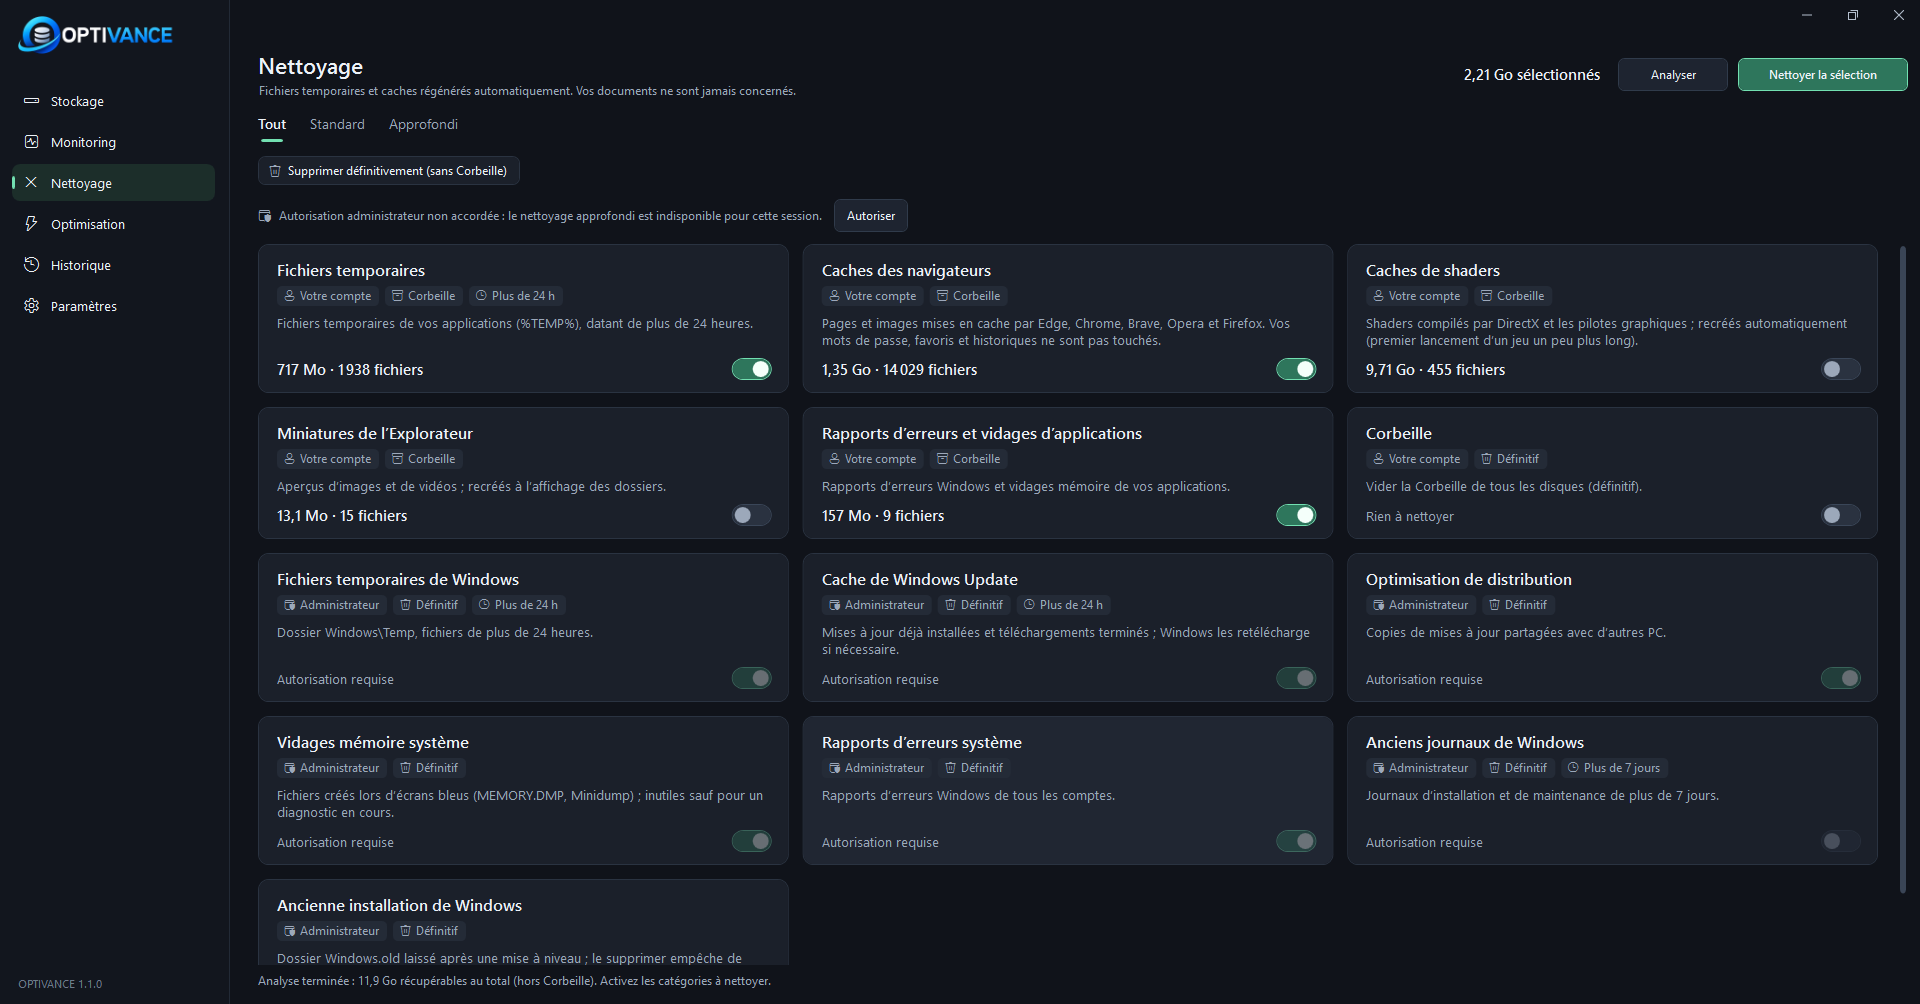 OPTIVANCE
Stockage
Monitoring
Nettoyage
Optimisation
Historique
Paramètres
OPTIVANCE 1.1.0
Nettoyage
Fichiers temporaires et caches régénérés automatiquement. Vos documents ne sont jamais concernés.
2,21 Go sélectionnés
Analyser
Nettoyer la sélection
Tout
Standard
Approfondi
Supprimer définitivement (sans Corbeille)
Autorisation administrateur non accordée : le nettoyage approfondi est indisponible pour cette session.
Autoriser
Fichiers temporaires
Votre compte
Corbeille
Plus de 24 h
Fichiers temporaires de vos applications (%TEMP%), datant de plus de 24 heures.
717 Mo · 1 938 fichiers
Caches des navigateurs
Votre compte
Corbeille
Pages et images mises en cache par Edge, Chrome, Brave, Opera et Firefox. Vos
mots de passe, favoris et historiques ne sont pas touchés.
1,35 Go · 14 029 fichiers
Caches de shaders
Votre compte
Corbeille
Shaders compilés par DirectX et les pilotes graphiques ; recréés automatiquement
(premier lancement d’un jeu un peu plus long).
9,71 Go · 455 fichiers
Miniatures de l’Explorateur
Votre compte
Corbeille
Aperçus d’images et de vidéos ; recréés à l’affichage des dossiers.
13,1 Mo · 15 fichiers
Rapports d’erreurs et vidages d’applications
Votre compte
Corbeille
Rapports d’erreurs Windows et vidages mémoire de vos applications.
157 Mo · 9 fichiers
Corbeille
Votre compte
Définitif
Vider la Corbeille de tous les disques (définitif).
Rien à nettoyer
Fichiers temporaires de Windows
Administrateur
Définitif
Plus de 24 h
Dossier Windows\Temp, fichiers de plus de 24 heures.
Autorisation requise
Cache de Windows Update
Administrateur
Définitif
Plus de 24 h
Mises à jour déjà installées et téléchargements terminés ; Windows les retélécharge
si nécessaire.
Autorisation requise
Optimisation de distribution
Administrateur
Définitif
Copies de mises à jour partagées avec d’autres PC.
Autorisation requise
Vidages mémoire système
Administrateur
Définitif
Fichiers créés lors d’écrans bleus (MEMORY.DMP, Minidump) ; inutiles sauf pour un
diagnostic en cours.
Autorisation requise
Rapports d’erreurs système
Administrateur
Définitif
Rapports d’erreurs Windows de tous les comptes.
Autorisation requise
Anciens journaux de Windows
Administrateur
Définitif
Plus de 7 jours
Journaux d’installation et de maintenance de plus de 7 jours.
Autorisation requise
Ancienne installation de Windows
Administrateur
Définitif
Dossier Windows.old laissé après une mise à niveau ; le supprimer empêche de
Analyse terminée : 11,9 Go récupérables au total (hors Corbeille). Activez les catégories à nettoyer.